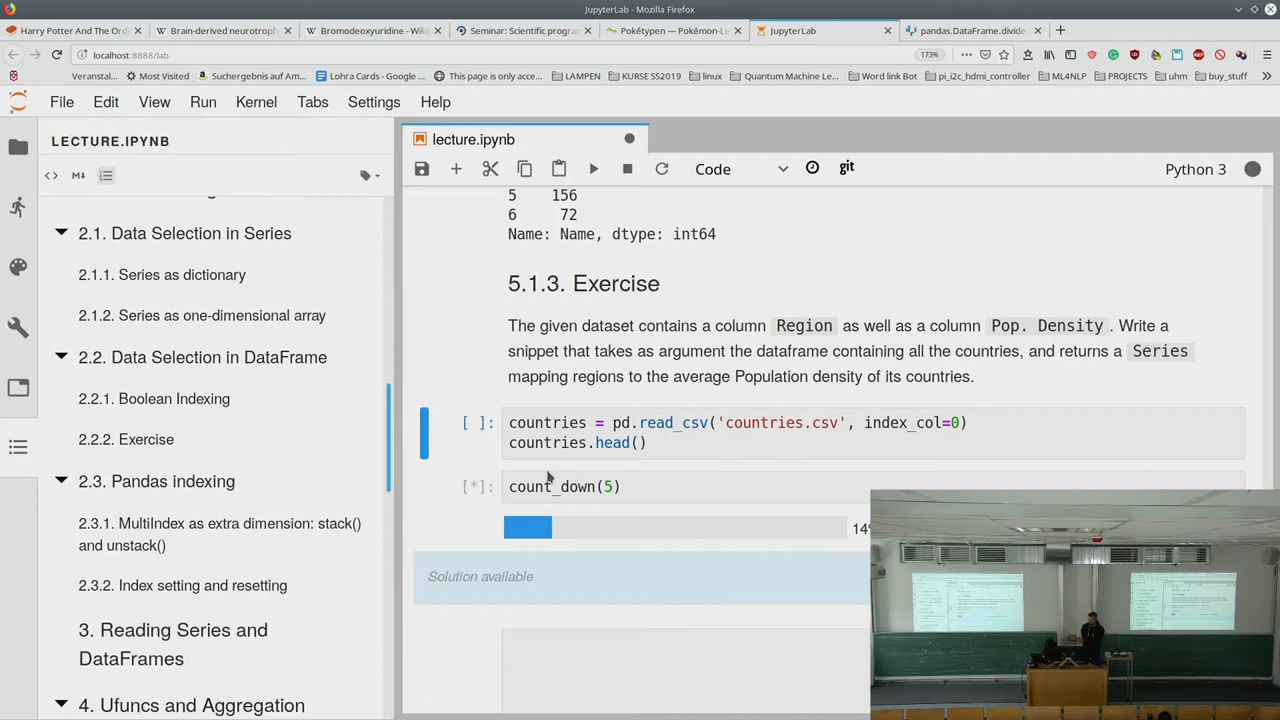 JupyterLab - Mozilla Firefox
Harry Potter And The Ord
Brain-derived neurotroph
Bromodeoxyuridine - Wiki
Seminar: Scientific progra
Pokétypen — Pokémon-Le
JupyterLab
pandas.DataFrame.divide
localhost:8888/lab
173%
Veranstal...
Most Visited
Suchergebnis auf Am...
Lohra Cards - Google ...
This page is only acce...
LAMPEN
KURSE SS2019
linux
Quantum Machine Le...
Word link Bot
pi_i2c_hdmi_controller
ML4NLP
PROJECTS
uhm
buy_stuff
File Edit View Run Kernel Tabs Settings Help
LECTURE.IPYNB
2.1. Data Selection in Series
2.1.1. Series as dictionary
2.1.2. Series as one-dimensional array
2.2. Data Selection in DataFrame
2.2.1. Boolean Indexing
2.2.2. Exercise
2.3. Pandas indexing
2.3.1. MultiIndex as extra dimension: stack()
and unstack()
2.3.2. Index setting and resetting
3. Reading Series and
DataFrames
4. Ufuncs and Aggregation
lecture.ipynb
Code
git
Python 3
5 156
6 72
Name: Name, dtype: int64
5.1.3. Exercise
The given dataset contains a column Region as well as a column Pop. Density . Write a
snippet that takes as argument the dataframe containing all the countries, and returns a Series
mapping regions to the average Population density of its countries.
[ ]: countries = pd.read_csv('countries.csv', index_col=0)
countries.head()
[*]: count_down(5)
14%
Solution available